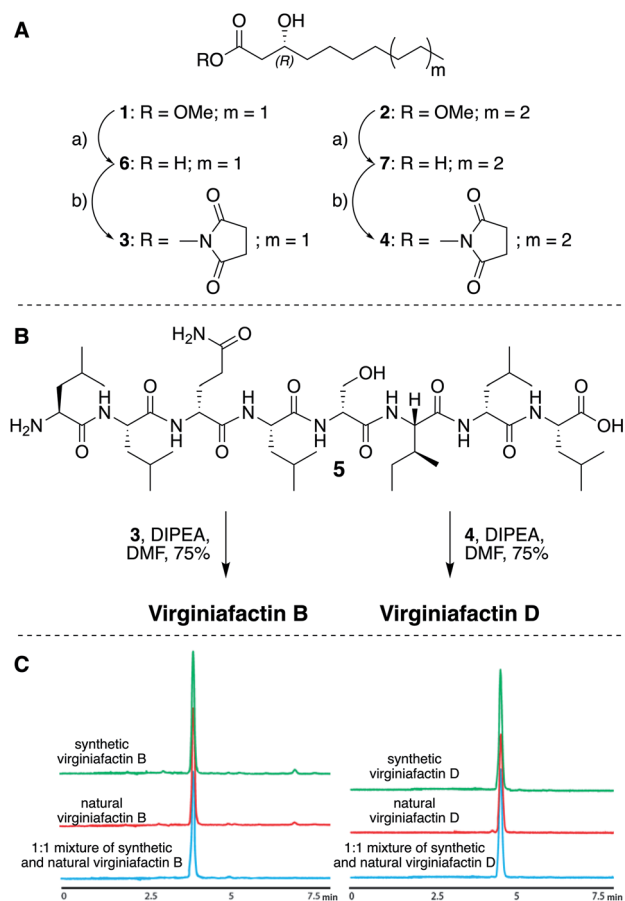 A
O
OH
RO
(R)
m
1: R = OMe; m = 1
2: R = OMe; m = 2
a)
a)
6: R = H; m = 1
7: R = H; m = 2
b)
b)
O
O
3: R = N ; m = 1
4: R = N ; m = 2
O
O
B
H2N
O
OH
H
N
O
H
N
O
H
N
H
O
H
N
O
H2N
O
N
H
O
N
H
O
N
H
O
OH
5
3, DIPEA,
DMF, 75%
4, DIPEA,
DMF, 75%
Virginiafactin B
Virginiafactin D
C
synthetic
virginiafactin B
natural
virginiafactin B
1:1 mixture of synthetic
and natural virginiafactin B
0
2.5
5
7.5 min
synthetic
virginiafactin D
natural
virginiafactin D
1:1 mixture of synthetic
and natural virginiafactin D
0
2.5
5
7.5 min